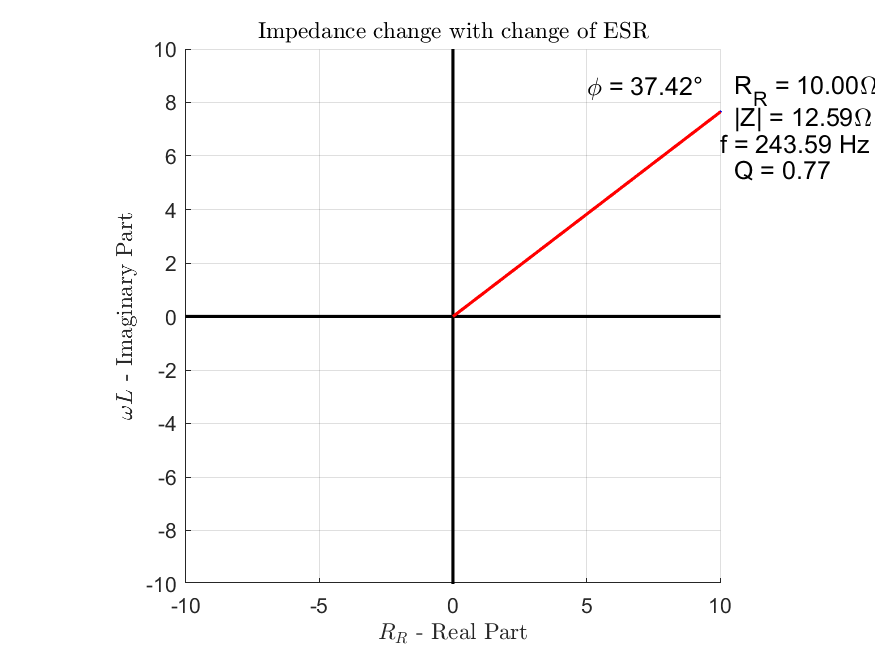 Impedance change with change of ESR
ϕ = 37.42°
R_R = 10.00Ω
|Z| = 12.59Ω
f = 243.59 Hz
Q = 0.77
10
8
6
4
2
0
-2
-4
-6
-8
-10
ωL - Imaginary Part
-10
-5
0
5
10
R_R - Real Part